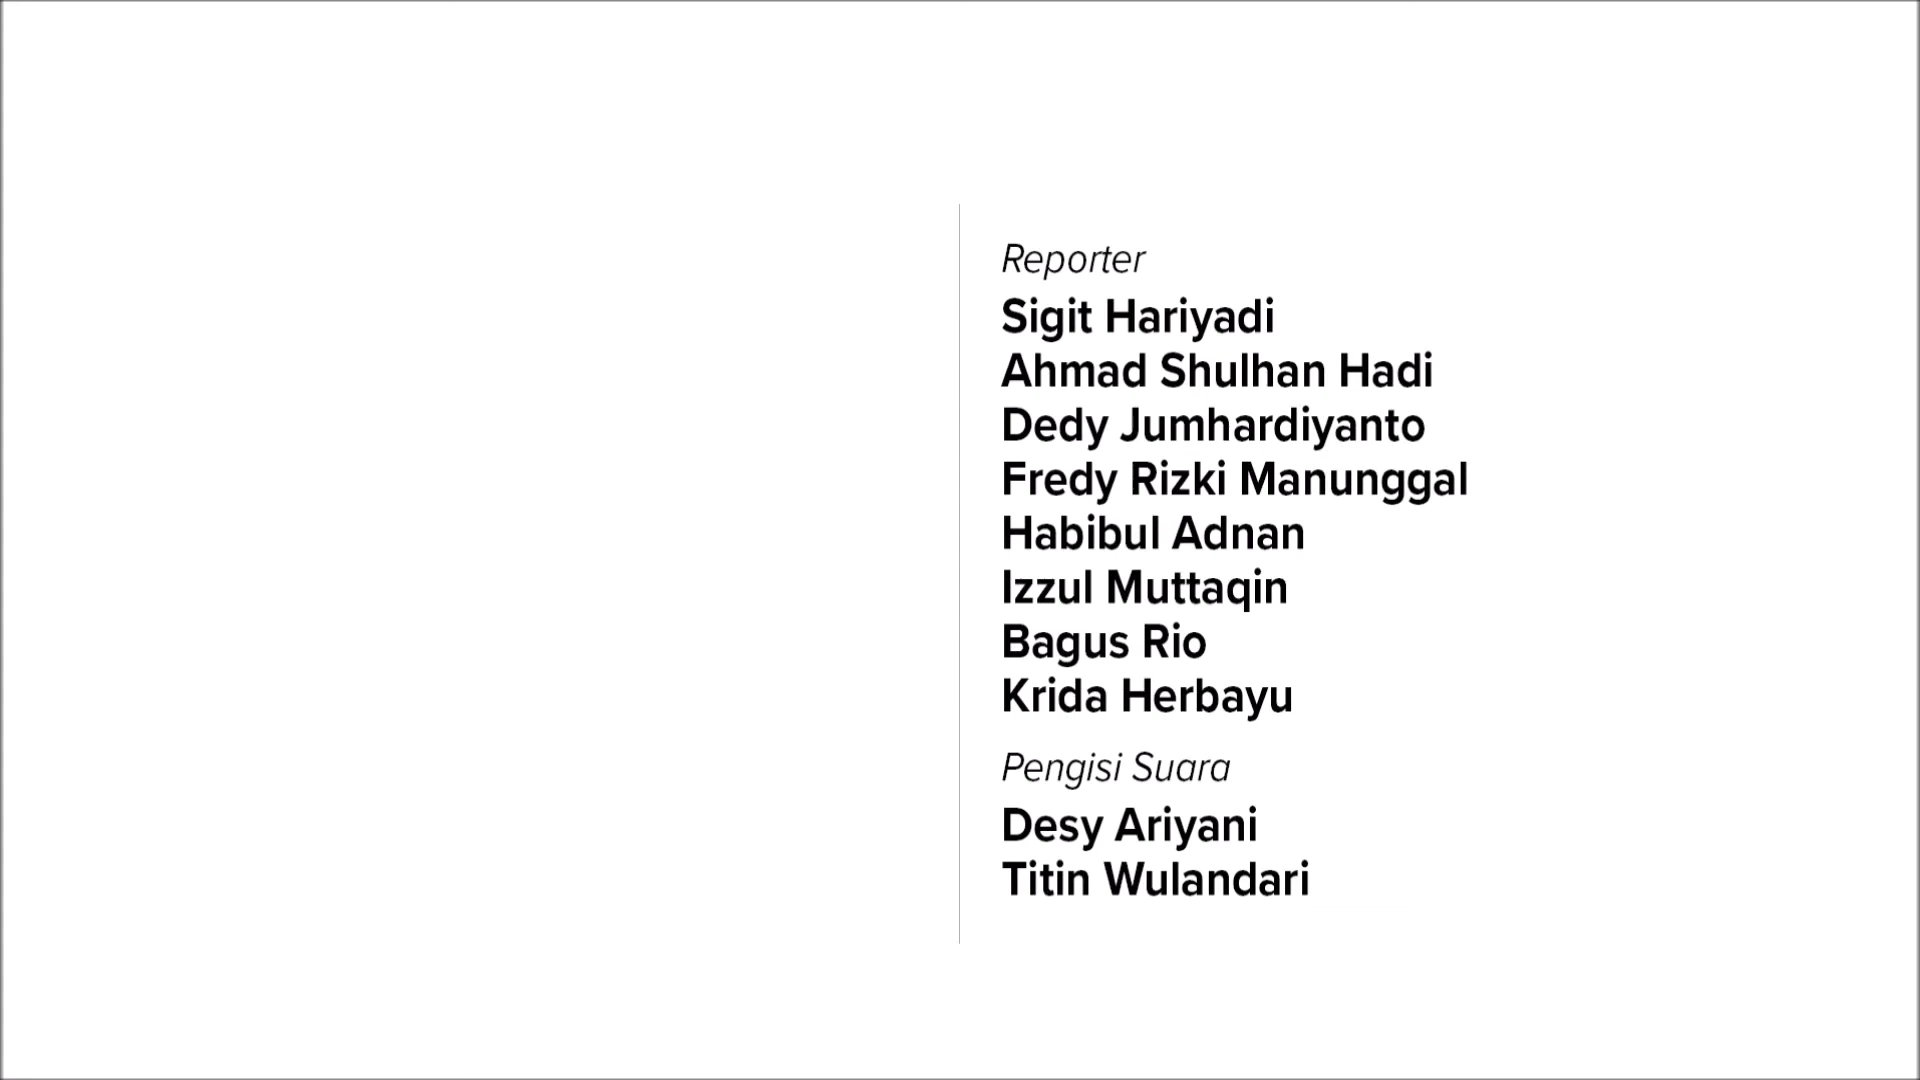 Reporter
Sigit Hariyadi
Ahmad Shulhan Hadi
Dedy Jumhardiyanto
Fredy Rizki Manunggal
Habibul Adnan
Izzul Muttaqin
Bagus Rio
Krida Herbayu
Pengisi Suara
Desy Ariyani
Titin Wulandari